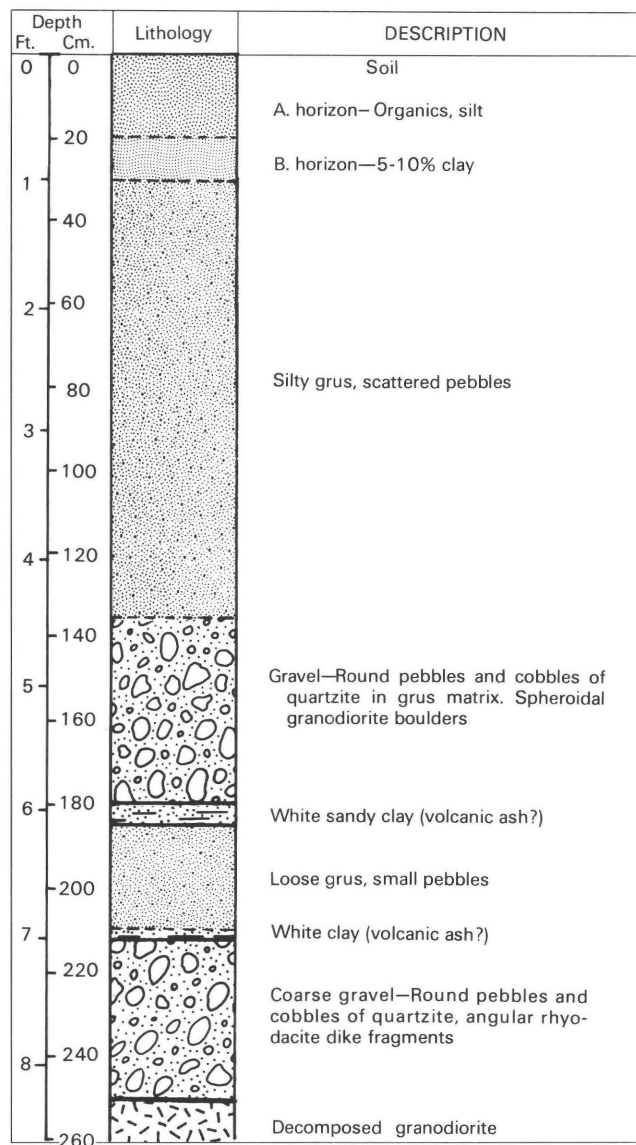 Depth
Ft. Cm.
Lithology
DESCRIPTION
0 0
Soil
A. horizon–Organics, silt
20
B. horizon—5-10% clay
1
40
2
60
Silty grus, scattered pebbles
80
3
100
4
120
140
Gravel—Round pebbles and cobbles of
quartzite in grus matrix. Spheroidal
granodiorite boulders
5
160
6
180
White sandy clay (volcanic ash?)
Loose grus, small pebbles
200
7
White clay (volcanic ash?)
220
Coarse gravel—Round pebbles and
cobbles of quartzite, angular rhyo-
dacite dike fragments
8
240
Decomposed granodiorite
260